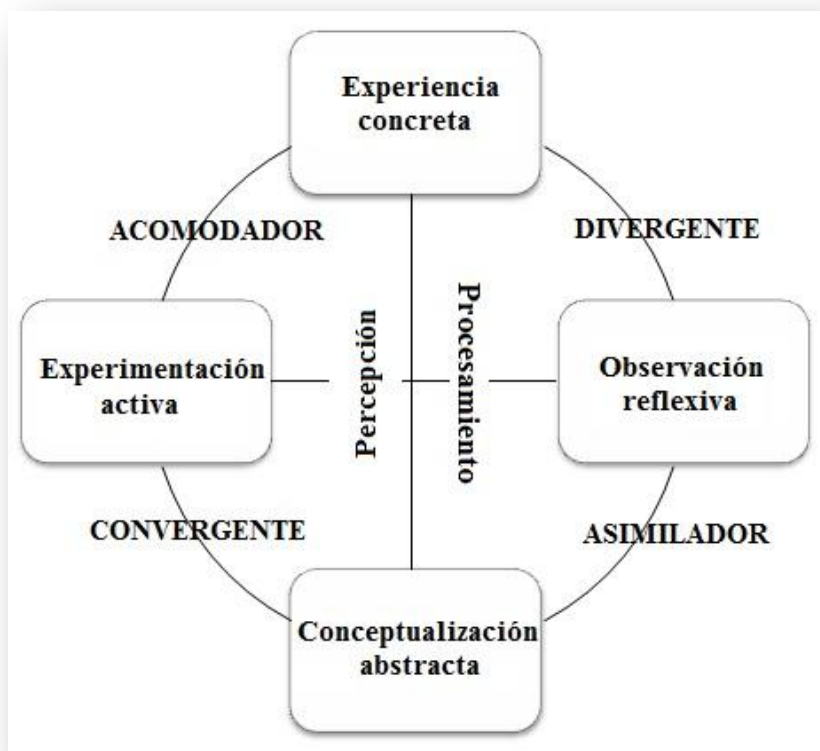 Experiencia
concreta
ACOMODADOR
DIVERGENTE
Experimentación
activa
Percepción
Procesamiento
Observación
reflexiva
CONVERGENTE
ASIMILADOR
Conceptualización
abstracta